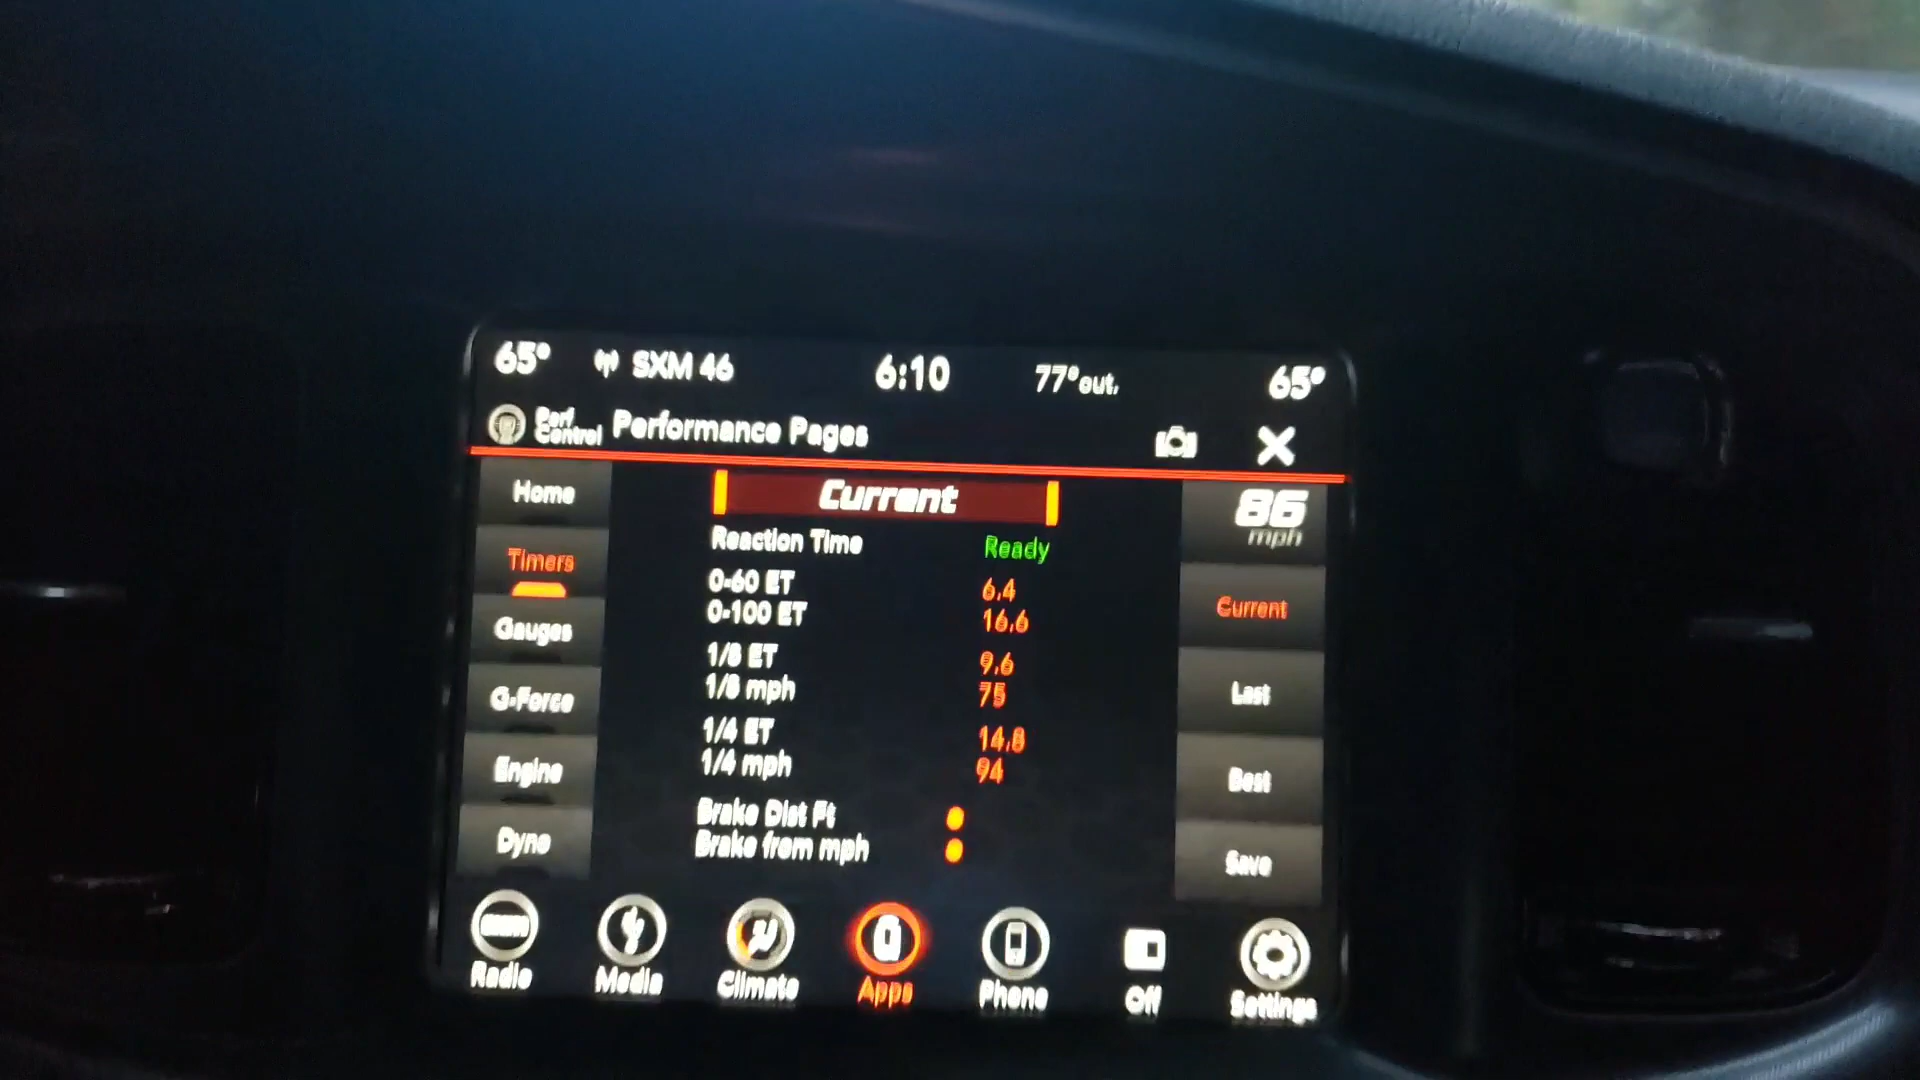 65° SXM 46 6:10 77°out. 65°
Perf Control Performance Pages
Home
Timers
Gauges
G-Force
Engine
Dyno
Current
Reaction Time Ready
0-60 ET 6.4
0-100 ET 16.6
1/8 ET 9.6
1/8 mph 75
1/4 ET 14.8
1/4 mph 94
Brake Dist Ft
Brake from mph
86
mph
Current
Last
Best
Save
Radio Media Climate Apps Phone Off Settings